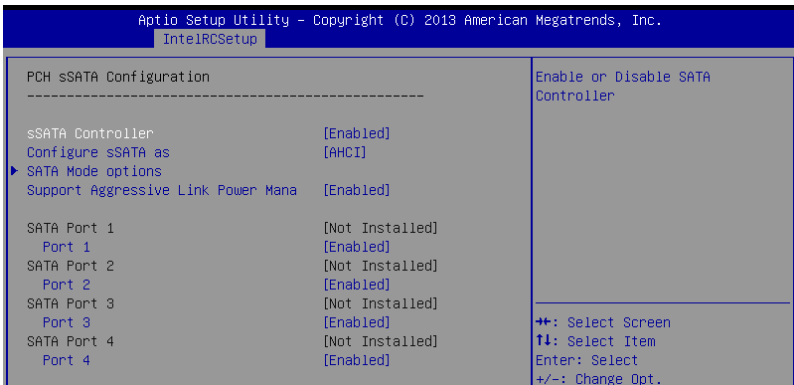 Aptio Setup Utility – Copyright (C) 2013 American Megatrends, Inc.
IntelRCSetup
PCH sSATA Configuration
--------------------------------------------------
sSATA Controller [Enabled]
Configure sSATA as [AHCI]
SATA Mode options
Support Aggressive Link Power Mana [Enabled]
SATA Port 1 [Not Installed]
Port 1 [Enabled]
SATA Port 2 [Not Installed]
Port 2 [Enabled]
SATA Port 3 [Not Installed]
Port 3 [Enabled]
SATA Port 4 [Not Installed]
Port 4 [Enabled]
Enable or Disable SATA
Controller
→←: Select Screen
↑↓: Select Item
Enter: Select
+/-: Change Opt.